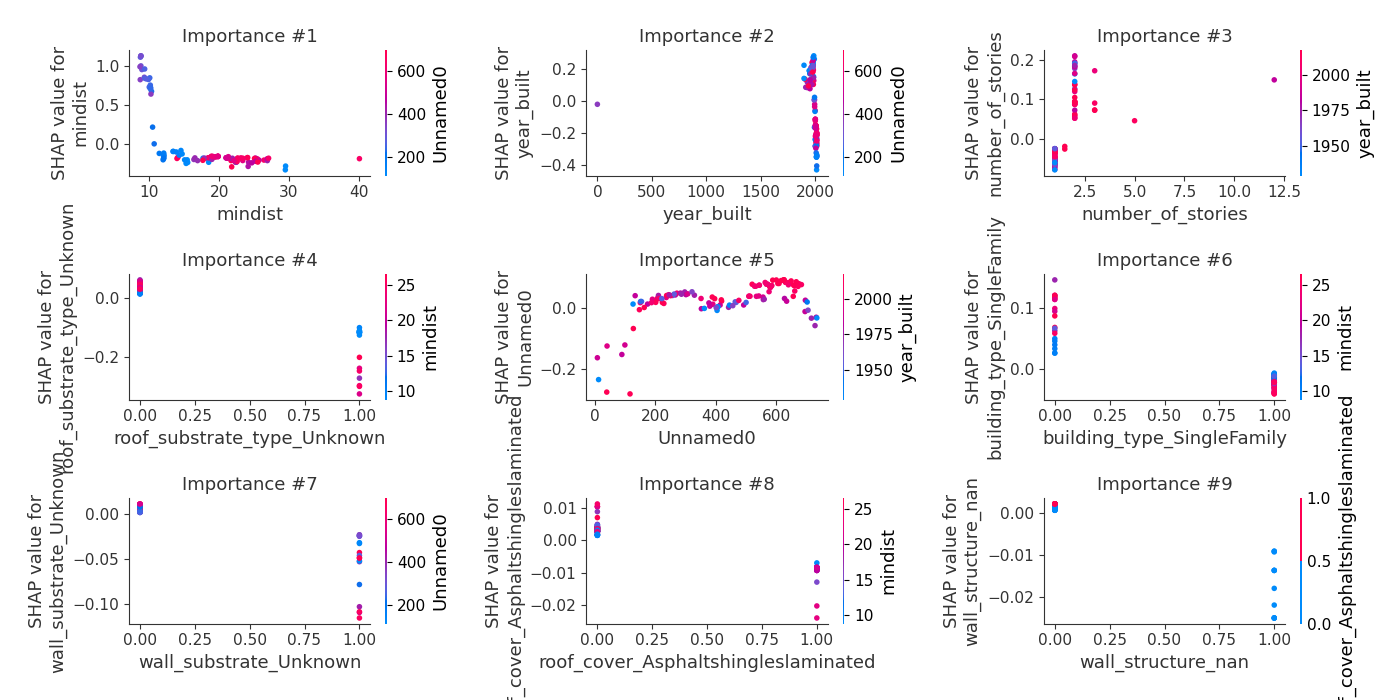 Importance #1
SHAP value for
mindist
1.0
0.5
0.0
10
20
30
40
mindist
600
400
200
Unnamed0
Importance #2
SHAP value for
year_built
0.2
0.0
−0.2
−0.4
0
500
1000
1500
2000
year_built
600
400
200
Unnamed0
Importance #3
SHAP value for
number_of_stories
0.2
0.1
0.0
2.5
5.0
7.5
10.0
12.5
number_of_stories
2000
1975
1950
year_built
Importance #4
SHAP value for
roof_substrate_type_Unknown
0.0
−0.2
0.00
0.25
0.50
0.75
1.00
roof_substrate_type_Unknown
25
20
15
10
mindist
Importance #5
SHAP value for
Unnamed0
0.0
−0.2
0
200
400
600
Unnamed0
2000
1975
1950
year_built
Importance #6
SHAP value for
building_type_SingleFamily
0.1
0.0
0.00
0.25
0.50
0.75
1.00
building_type_SingleFamily
25
20
15
10
mindist
Importance #7
SHAP value for
wall_substrate_Unknown
0.00
−0.05
−0.10
0.00
0.25
0.50
0.75
1.00
wall_substrate_Unknown
600
400
200
Unnamed0
Importance #8
SHAP value for
f_cover_Asphaltshingleslaminated
0.01
0.00
−0.01
−0.02
0.00
0.25
0.50
0.75
1.00
roof_cover_Asphaltshingleslaminated
25
20
15
10
mindist
Importance #9
SHAP value for
wall_structure_nan
0.00
−0.01
−0.02
0.00
0.25
0.50
0.75
1.00
wall_structure_nan
1.0
0.5
0.0
f_cover_Asphaltshingleslaminated